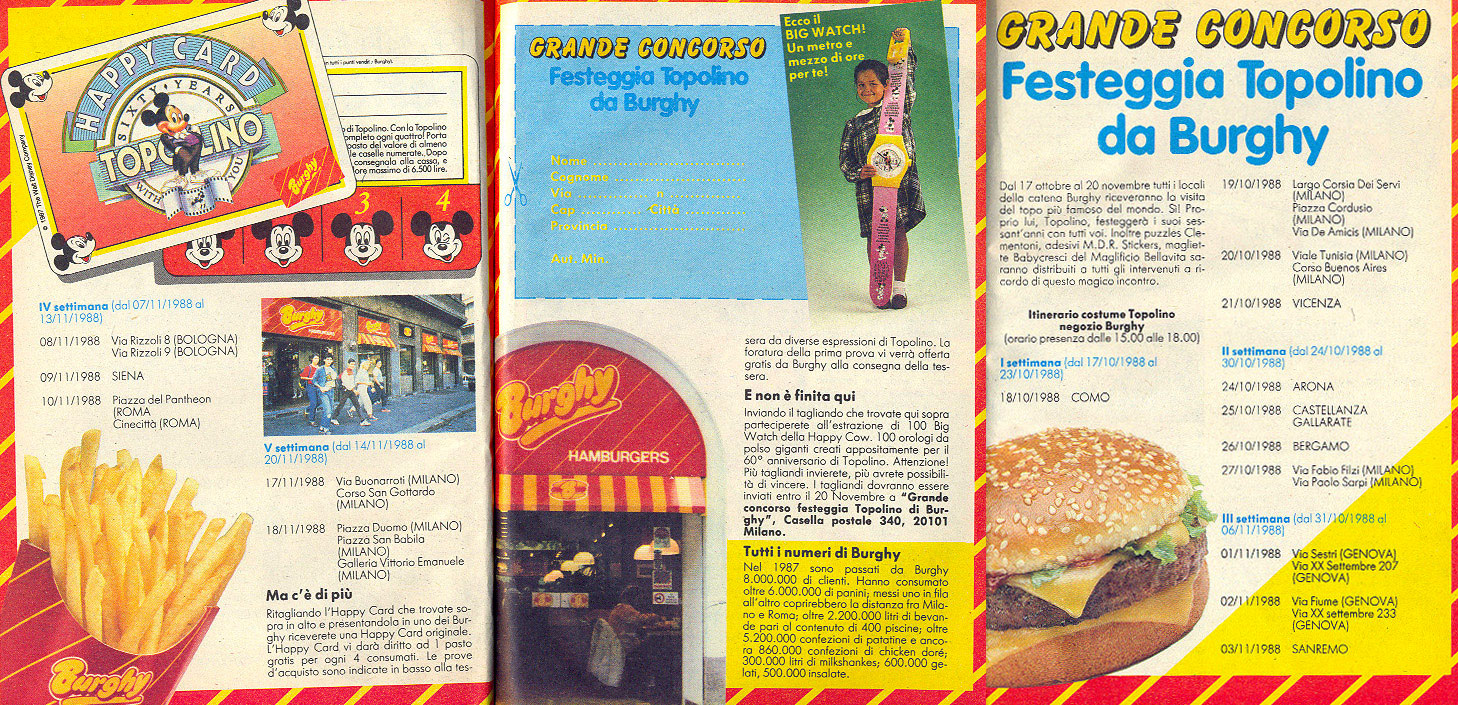 HAPPY CARD
SIXTY YEARS
TOPOLINO
WITH YOU
Burghy
© 1987 The Walt Disney Company
in tutti i punti vendita Burghy's
o di Topolino. Con la Topolino
ompleto ogni quattro! Porta
pasto del valore di almeno
le caselle numerate. Dopo
consegnala alla cassa, e
ore massimo di 6.500 lire.
3
4
IV settimana (dal 07/11/1988 al
13/11/1988)
08/11/1988 Via Rizzoli 8 (BOLOGNA)
Via Rizzoli 9 (BOLOGNA)
09/11/1988 SIENA
10/11/1988 Piazza del Pantheon
(ROMA
Cinecittà (ROMA)
Burghy
Burghy
V settimana (dal 14/11/1988 al
20/11/1988)
17/11/1988 Via Buonarroti (MILANO)
Corso San Gottardo
(MILANO)
18/11/1988 Piazza Duomo (MILANO)
Piazza San Babila
(MILANO)
Galleria Vittorio Emanuele
(MILANO)
Ma c'è di più
Ritagliando l'Happy Card che trovate so-
pra in alto e presentandola in uno dei Bur-
ghy riceverete una Happy Card originale.
L'Happy Card vi darà diritto ad 1 pasto
gratis per ogni 4 consumati. Le prove
d'acquisto sono indicate in basso alla tes-
GRANDE CONCORSO
Festeggia Topolino
da Burghy
Nome
Cognome
Via n.
Cap. Città
Provincia
Aut. Min.
Ecco il
BIG WATCH!
Un metro e
mezzo di ore
per te!
Burghy
HAMBURGERS
sera da diverse espressioni di Topolino. La
foratura della prima prova vi verrà offerta
gratis da Burghy alla consegna della tes-
sera.
E non è finita qui
Inviando il tagliando che trovate qui sopra
parteciperete all'estrazione di 100 Big
Watch della Happy Cow. 100 orologi da
polso giganti creati appositamente per il
60° anniversario di Topolino. Attenzione!
Più tagliandi invierete, più avrete possibili-
tà di vincere. I tagliandi dovranno essere
inviati entro il 20 Novembre a "Grande
concorso festeggia Topolino di Bur-
ghy", Casella postale 340, 20101
Milano.
Tutti i numeri di Burghy
Nel 1987 sono passati da Burghy
8.000.000 di clienti. Hanno consumato
oltre 6.000.000 di panini; messi uno in fila
all'altro coprirebbero la distanza fra Mila-
no e Roma; oltre 2.200.000 litri di bevan-
de pari al contenuto di 400 piscine; oltre
5.200.000 confezioni di patatine e anco-
ra 860.000 confezioni di chicken doré;
300.000 litri di milkshankes; 600.000 ge-
lati, 500.000 insalate.
GRANDE CONCORSO
Festeggia Topolino
da Burghy
Dal 17 ottobre al 20 novembre tutti i locali
della catena Burghy riceveranno la visita
del topo più famoso del mondo. Sì! Pro-
prio lui, Topolino, festeggerà i suoi ses-
sant'anni con tutti voi. Inoltre puzzles Cle-
mentoni, adesivi M.D.R. Stickers, magliet-
te Babycresci del Maglificio Bellavita sa-
ranno distribuiti a tutti gli intervenuti a ri-
cordo di questo magico incontro.
Itinerario costume Topolino
negozio Burghy
(orario presenza dalle 15.00 alle 18.00)
I settimana (dal 17/10/1988 al
23/10/1988)
18/10/1988 COMO
19/10/1988 Largo Corsia Dei Servi
(MILANO)
Piazza Cordusio
(MILANO)
Via De Amicis (MILANO)
20/10/1988 Viale Tunisia (MILANO)
Corso Buenos Aires
(MILANO)
21/10/1988 VICENZA
II settimana (dal 24/10/1988 al
30/10/1988)
24/10/1988 ARONA
25/10/1988 CASTELLANZA
GALLARATE
26/10/1988 BERGAMO
27/10/1988 Via Fabio Filzi (MILANO)
Via Paolo Sarpi (MILANO)
III settimana (dal 31/10/1988 al
06/11/1988)
01/11/1988 Via Sestri (GENOVA)
Via XX Settembre 207
(GENOVA)
02/11/1988 Via Fiume (GENOVA)
Via XX settembre 233
(GENOVA)
03/11/1988 SANREMO
Burghy